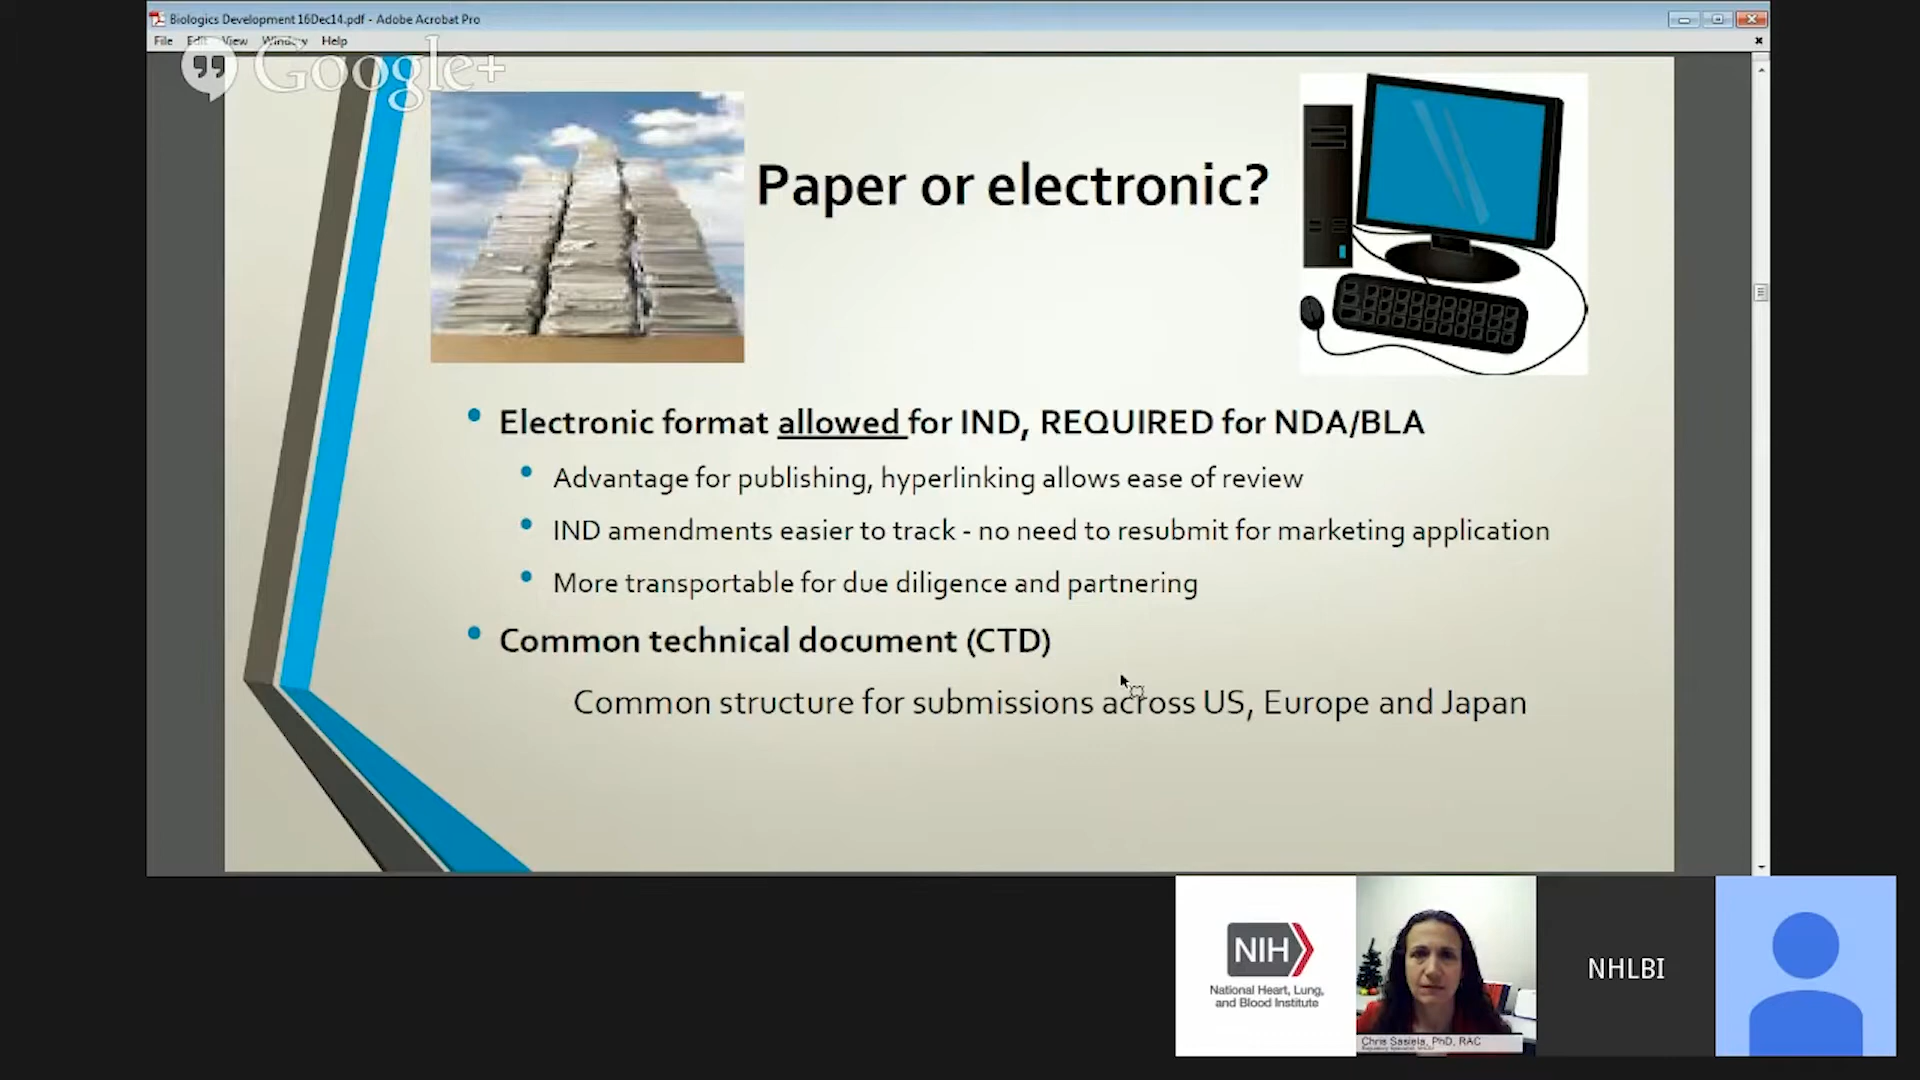 Biologics Development 16Dec14.pdf - Adobe Acrobat Pro
File Edit View Window Help
Google+
Paper or electronic?
Electronic format allowed for IND, REQUIRED for NDA/BLA
Advantage for publishing, hyperlinking allows ease of review
IND amendments easier to track - no need to resubmit for marketing application
More transportable for due diligence and partnering
Common technical document (CTD)
Common structure for submissions across US, Europe and Japan
NIH
National Heart, Lung,
and Blood Institute
Chris Sasiela, PhD, RAC
NHLBI